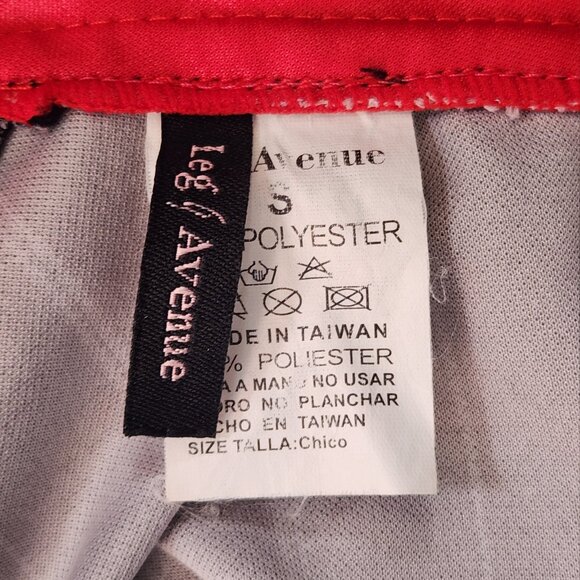 Leg Avenue
Avenue
S
POLYESTER
DE IN TAIWAN
% POLIESTER
A A MANO NO USAR
ORO NO PLANCHAR
CHO EN TAIWAN
SIZE TALLA:Chico